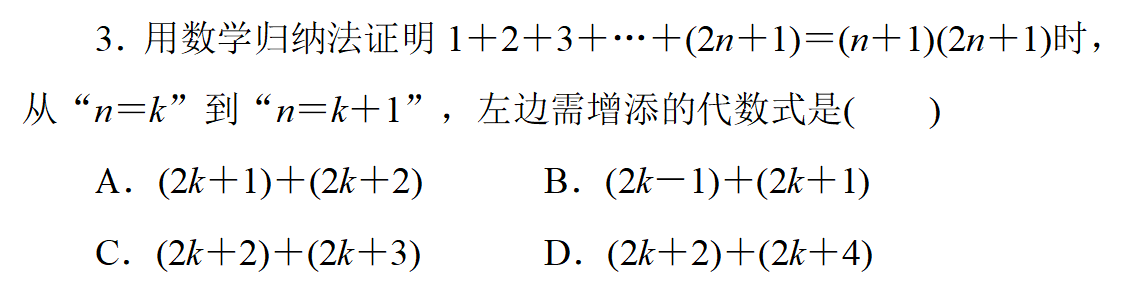 3. 用数学归纳法证明 1+2+3+…+(2n+1)=(n+1)(2n+1)时，
从“n=k”到“n=k+1”，左边需增添的代数式是(  )
A. (2k+1)+(2k+2) B. (2k-1)+(2k+1)
C. (2k+2)+(2k+3) D. (2k+2)+(2k+4)